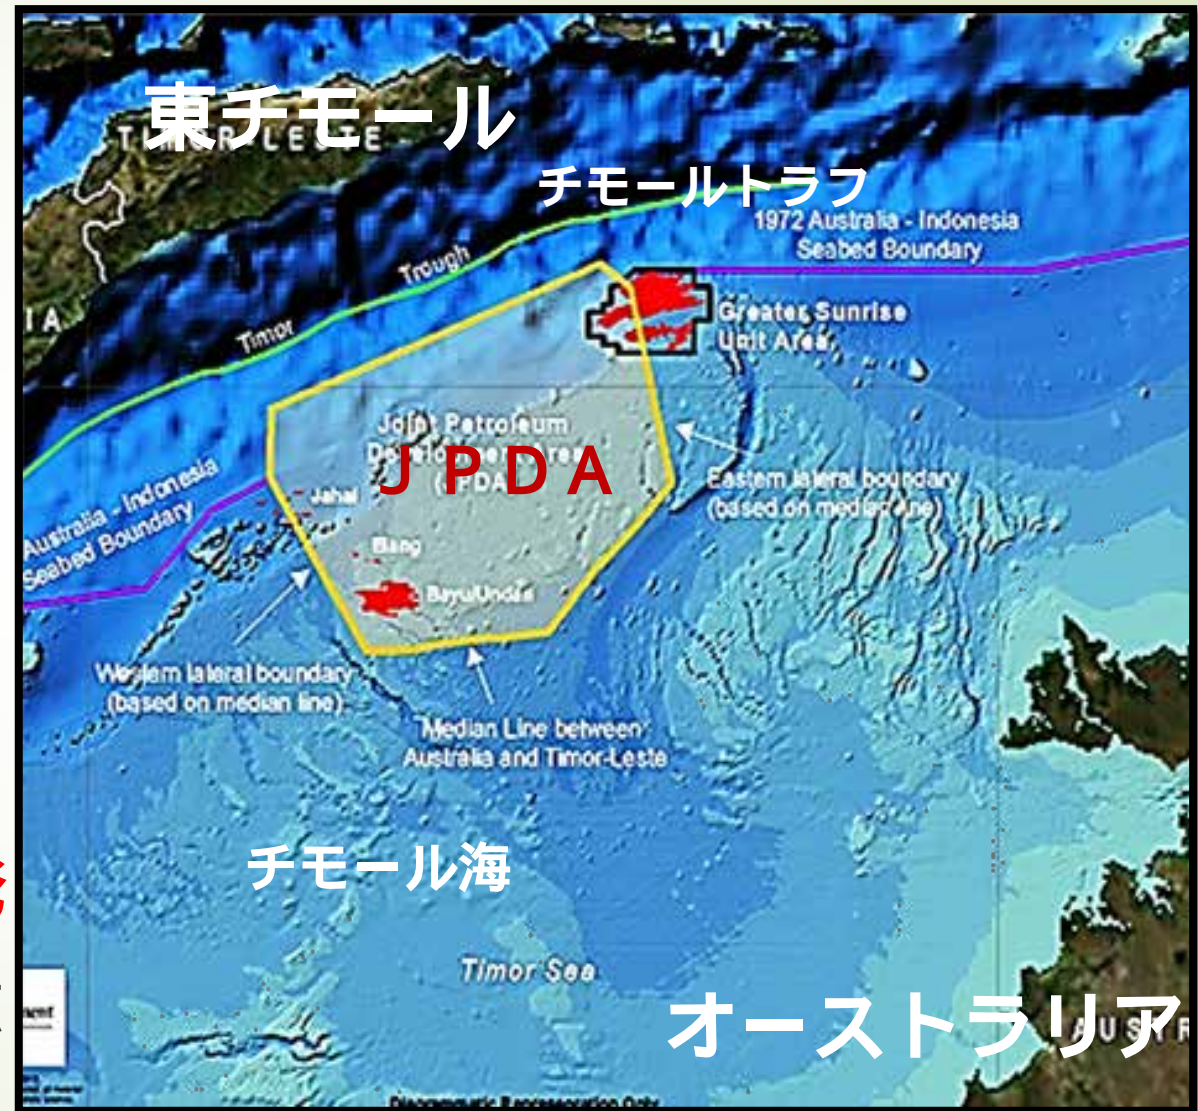 東チモール
TIMOR LESTE
チモールトラフ
1972 Australia - Indonesia
Seabed Boundary
Trough
Timor
IA
Greater Sunrise
Unit Area
Joint Petroleum
Development Area
(JPDA)
ＪＰＤＡ
Australia - Indonesia
Seabed Boundary
Jahal
Elang
Bayu/Undan
Eastern lateral boundary
(based on median line)
Western lateral boundary
(based on median line)
Median Line between
Australia and Timor-Leste
チモール海
Timor Sea
オーストラリア
AUSTR
ment
Diagrammatic Representation Only